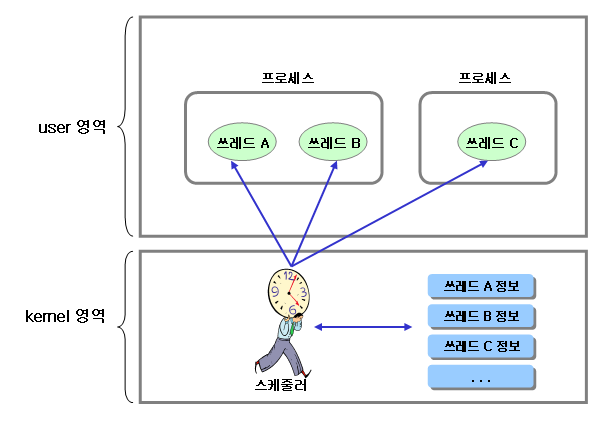 프로세스
프로세스
user 영역
쓰레드 A
쓰레드 B
쓰레드 C
kernel 영역
12
9
3
6
쓰레드 A 정보
쓰레드 B 정보
쓰레드 C 정보
. . .
스케줄러